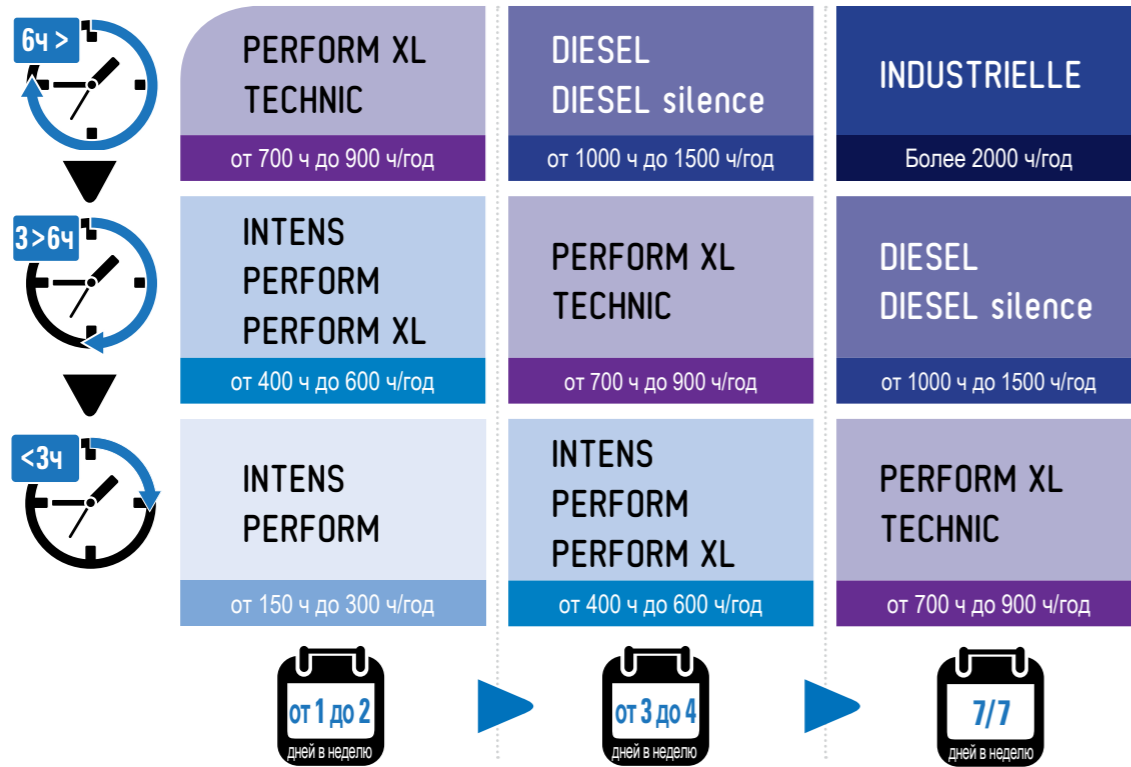 6ч >
PERFORM XL
TECHNIC
от 700 ч до 900 ч/год
DIESEL
DIESEL silence
от 1000 ч до 1500 ч/год
INDUSTRIELLE
Более 2000 ч/год
3>6ч
INTENS
PERFORM
PERFORM XL
от 400 ч до 600 ч/год
PERFORM XL
TECHNIC
от 700 ч до 900 ч/год
DIESEL
DIESEL silence
от 1000 ч до 1500 ч/год
<3ч
INTENS
PERFORM
от 150 ч до 300 ч/год
INTENS
PERFORM
PERFORM XL
от 400 ч до 600 ч/год
PERFORM XL
TECHNIC
от 700 ч до 900 ч/год
от 1 до 2
дней в неделю
от 3 до 4
дней в неделю
7/7
дней в неделю